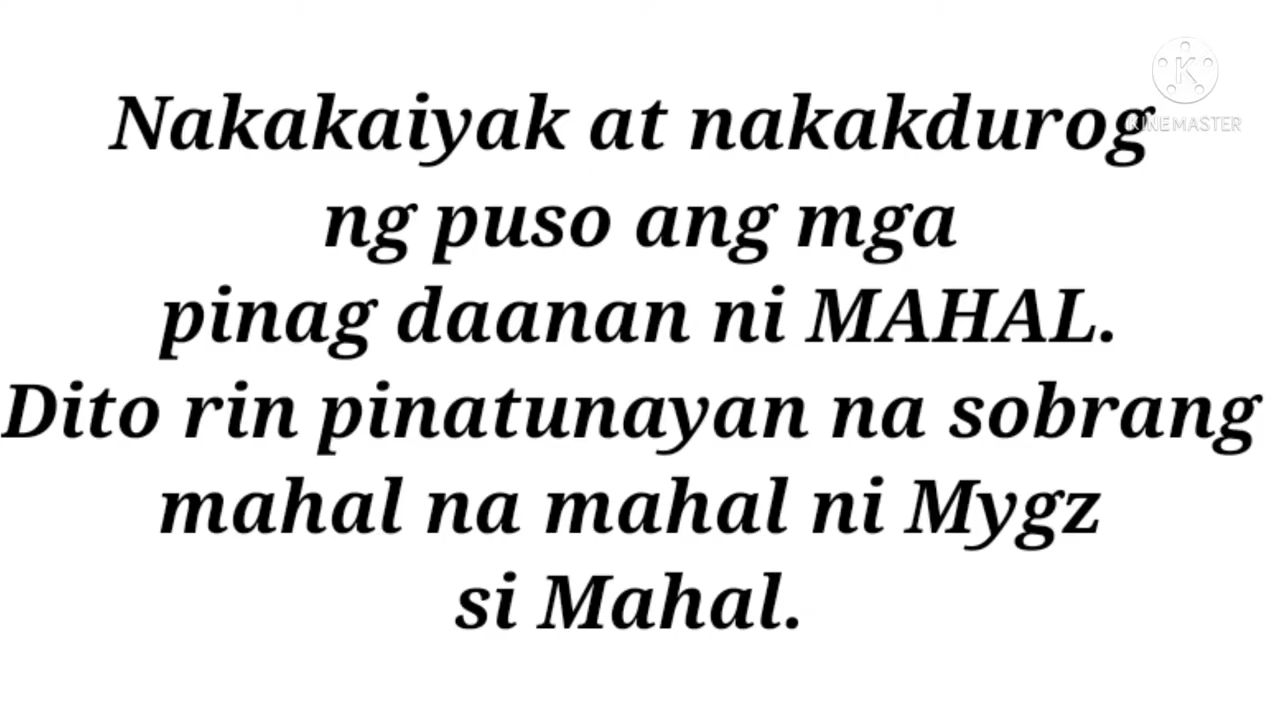 Nakakaiyak at nakakdurog
ng puso ang mga
pinag daanan ni MAHAL.
Dito rin pinatunayan na sobrang
mahal na mahal ni Mygz
si Mahal.
K
KINEMASTER